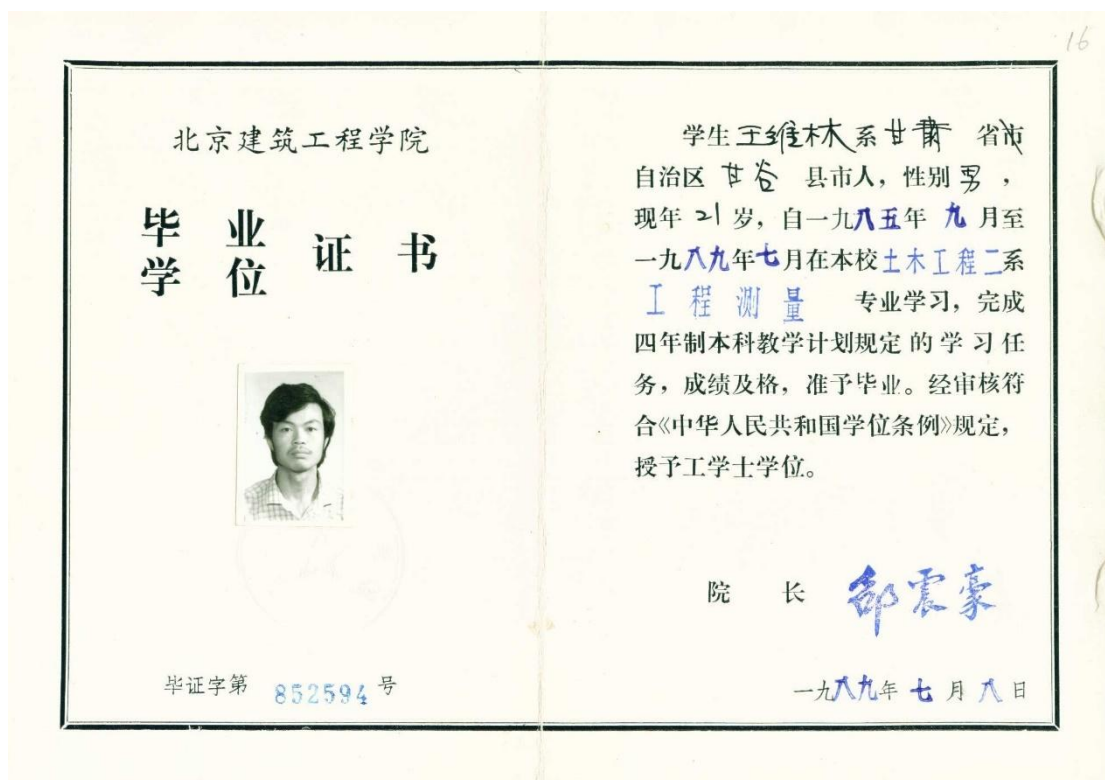 16
北京建筑工程学院
毕业
学位
证书
毕证字第 852594 号
学生王维林系甘肃 省市
自治区 甘谷 县市人，性别男，
现年 21 岁，自一九八五年 九 月至
一九八九年七月在本校土木工程二系
工程测量 专业学习，完成
四年制本科教学计划规定的学习任
务，成绩及格，准予毕业。经审核符
合《中华人民共和国学位条例》规定，
授予工学士学位。
院 长 邵震豪
一九八九年 七 月 八 日